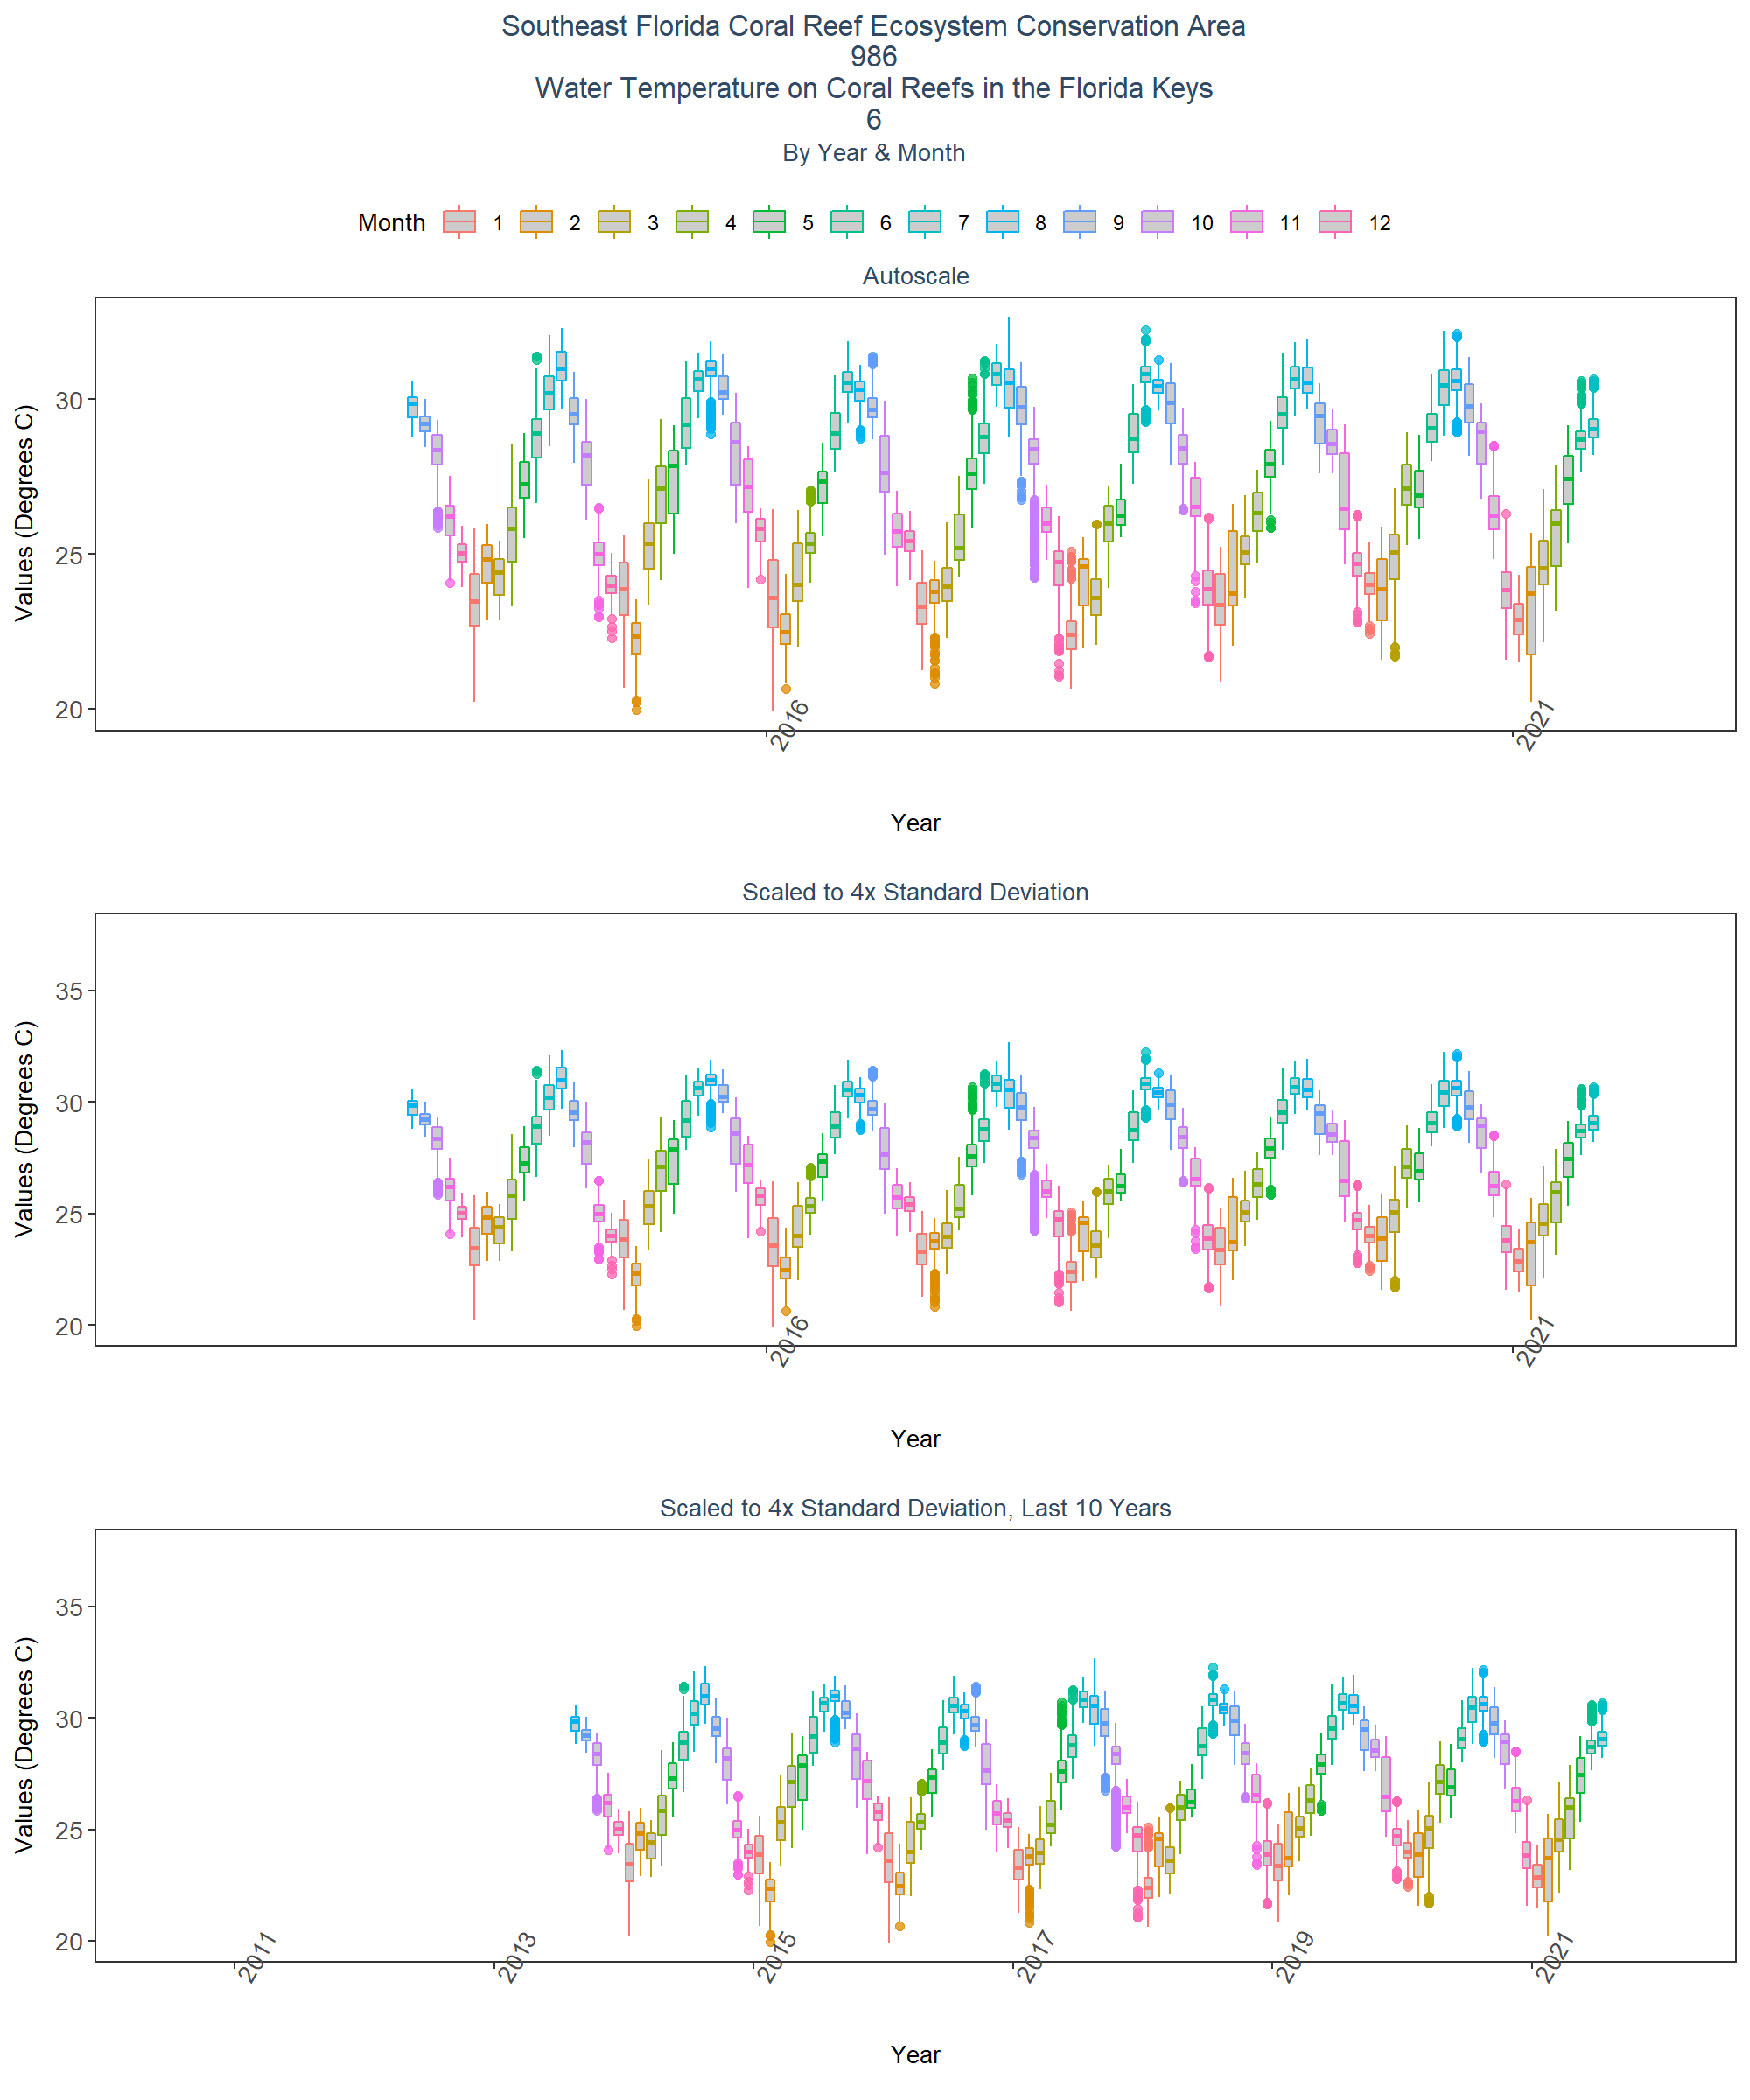 Southeast Florida Coral Reef Ecosystem Conservation Area
986
Water Temperature on Coral Reefs in the Florida Keys
6
By Year & Month
Month 1 2 3 4 5 6 7 8 9 10 11 12
Autoscale
Values (Degrees C)
30
25
20
2016 2021
Year
Scaled to 4x Standard Deviation
Values (Degrees C)
35
30
25
20
2016 2021
Year
Scaled to 4x Standard Deviation, Last 10 Years
Values (Degrees C)
35
30
25
20
2011 2013 2015 2017 2019 2021
Year